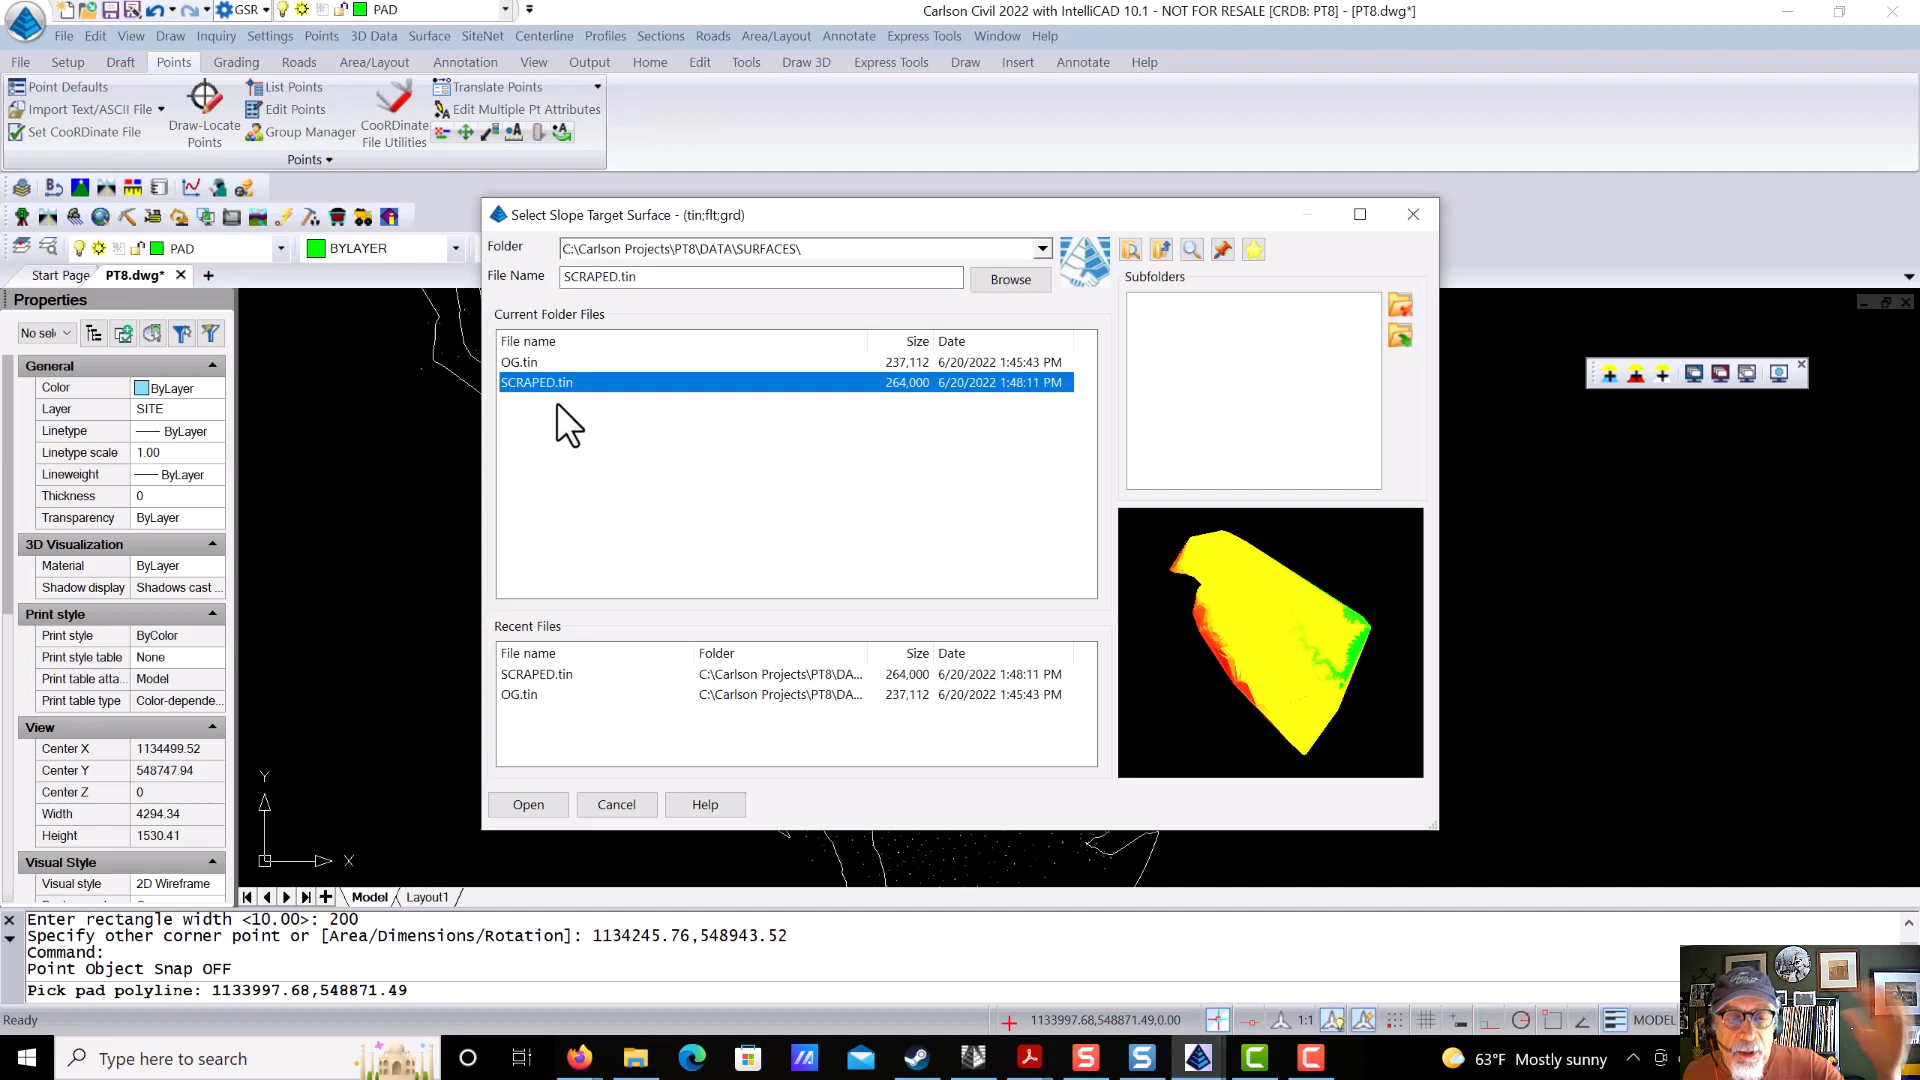 GSR PAD Carlson Civil 2022 with IntelliCAD 10.1 - NOT FOR RESALE [CRDB: PT8] - [PT8.dwg*]
File Edit View Draw Inquiry Settings Points 3D Data Surface SiteNet Centerline Profiles Sections Roads Area/Layout Annotate Express Tools Window Help
File Setup Draft Points Grading Roads Area/Layout Annotation View Output Home Edit Tools Draw 3D Express Tools Draw Insert Annotate Help
Point Defaults List Points Translate Points
Import Text/ASCII File Edit Points Edit Multiple Pt Attributes
Set CooRDinate File Draw-Locate Points Group Manager CooRDinate File Utilities
Points
PAD BYLAYER
Start Page PT8.dwg*
Select Slope Target Surface - (tin;flt;grd)
Folder C:\Carlson Projects\PT8\DATA\SURFACES\
File Name SCRAPED.tin Browse
Subfolders
Current Folder Files
File name Size Date
OG.tin 237,112 6/20/2022 1:45:43 PM
SCRAPED.tin 264,000 6/20/2022 1:48:11 PM
Recent Files
File name Folder Size Date
SCRAPED.tin C:\Carlson Projects\PT8\DA... 264,000 6/20/2022 1:48:11 PM
OG.tin C:\Carlson Projects\PT8\DA... 237,112 6/20/2022 1:45:43 PM
Open Cancel Help
Properties
No sel
General
Color ByLayer
Layer SITE
Linetype ByLayer
Linetype scale 1.00
Lineweight ByLayer
Thickness 0
Transparency ByLayer
3D Visualization
Material ByLayer
Shadow display Shadows cast ...
Print style
Print style ByColor
Print style table None
Print table atta... Model
Print table type Color-depende...
View
Center X 1134499.52
Center Y 548747.94
Center Z 0
Width 4294.34
Height 1530.41
Visual Style
Visual style 2D Wireframe
Y
X
Model Layout1
Enter rectangle width <10.00>: 200
Specify other corner point or [Area/Dimensions/Rotation]: 1134245.76,548943.52
Command:
Point Object Snap OFF
Pick pad polyline: 1133997.68,548871.49
Ready 1133997.68,548871.49,0.00 1:1 MODEL
Type here to search 63°F Mostly sunny